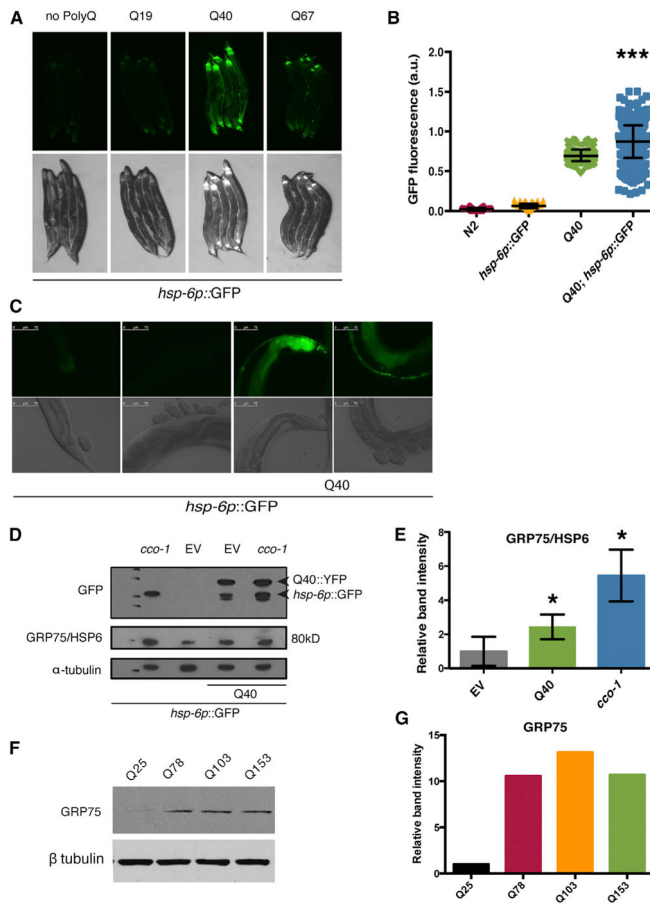 A
no PolyQ Q19 Q40 Q67
hsp-6p::GFP
B
GFP fluorescence (a.u.)
2.0
1.5
1.0
0.5
0.0
***
N2
hsp-6p::GFP
Q40
Q40; hsp-6p::GFP
C
Q40
hsp-6p::GFP
D
cco-1 EV EV cco-1
GFP
Q40::YFP
hsp-6p::GFP
GRP75/HSP6
80kD
α-tubulin
Q40
hsp-6p::GFP
E
GRP75/HSP6
Relative band intensity
8
6
4
2
0
*
*
EV
Q40
cco-1
F
Q25 Q78 Q103 Q153
GRP75
β tubulin
G
GRP75
Relative band intensity
15
10
5
0
Q25
Q78
Q103
Q153